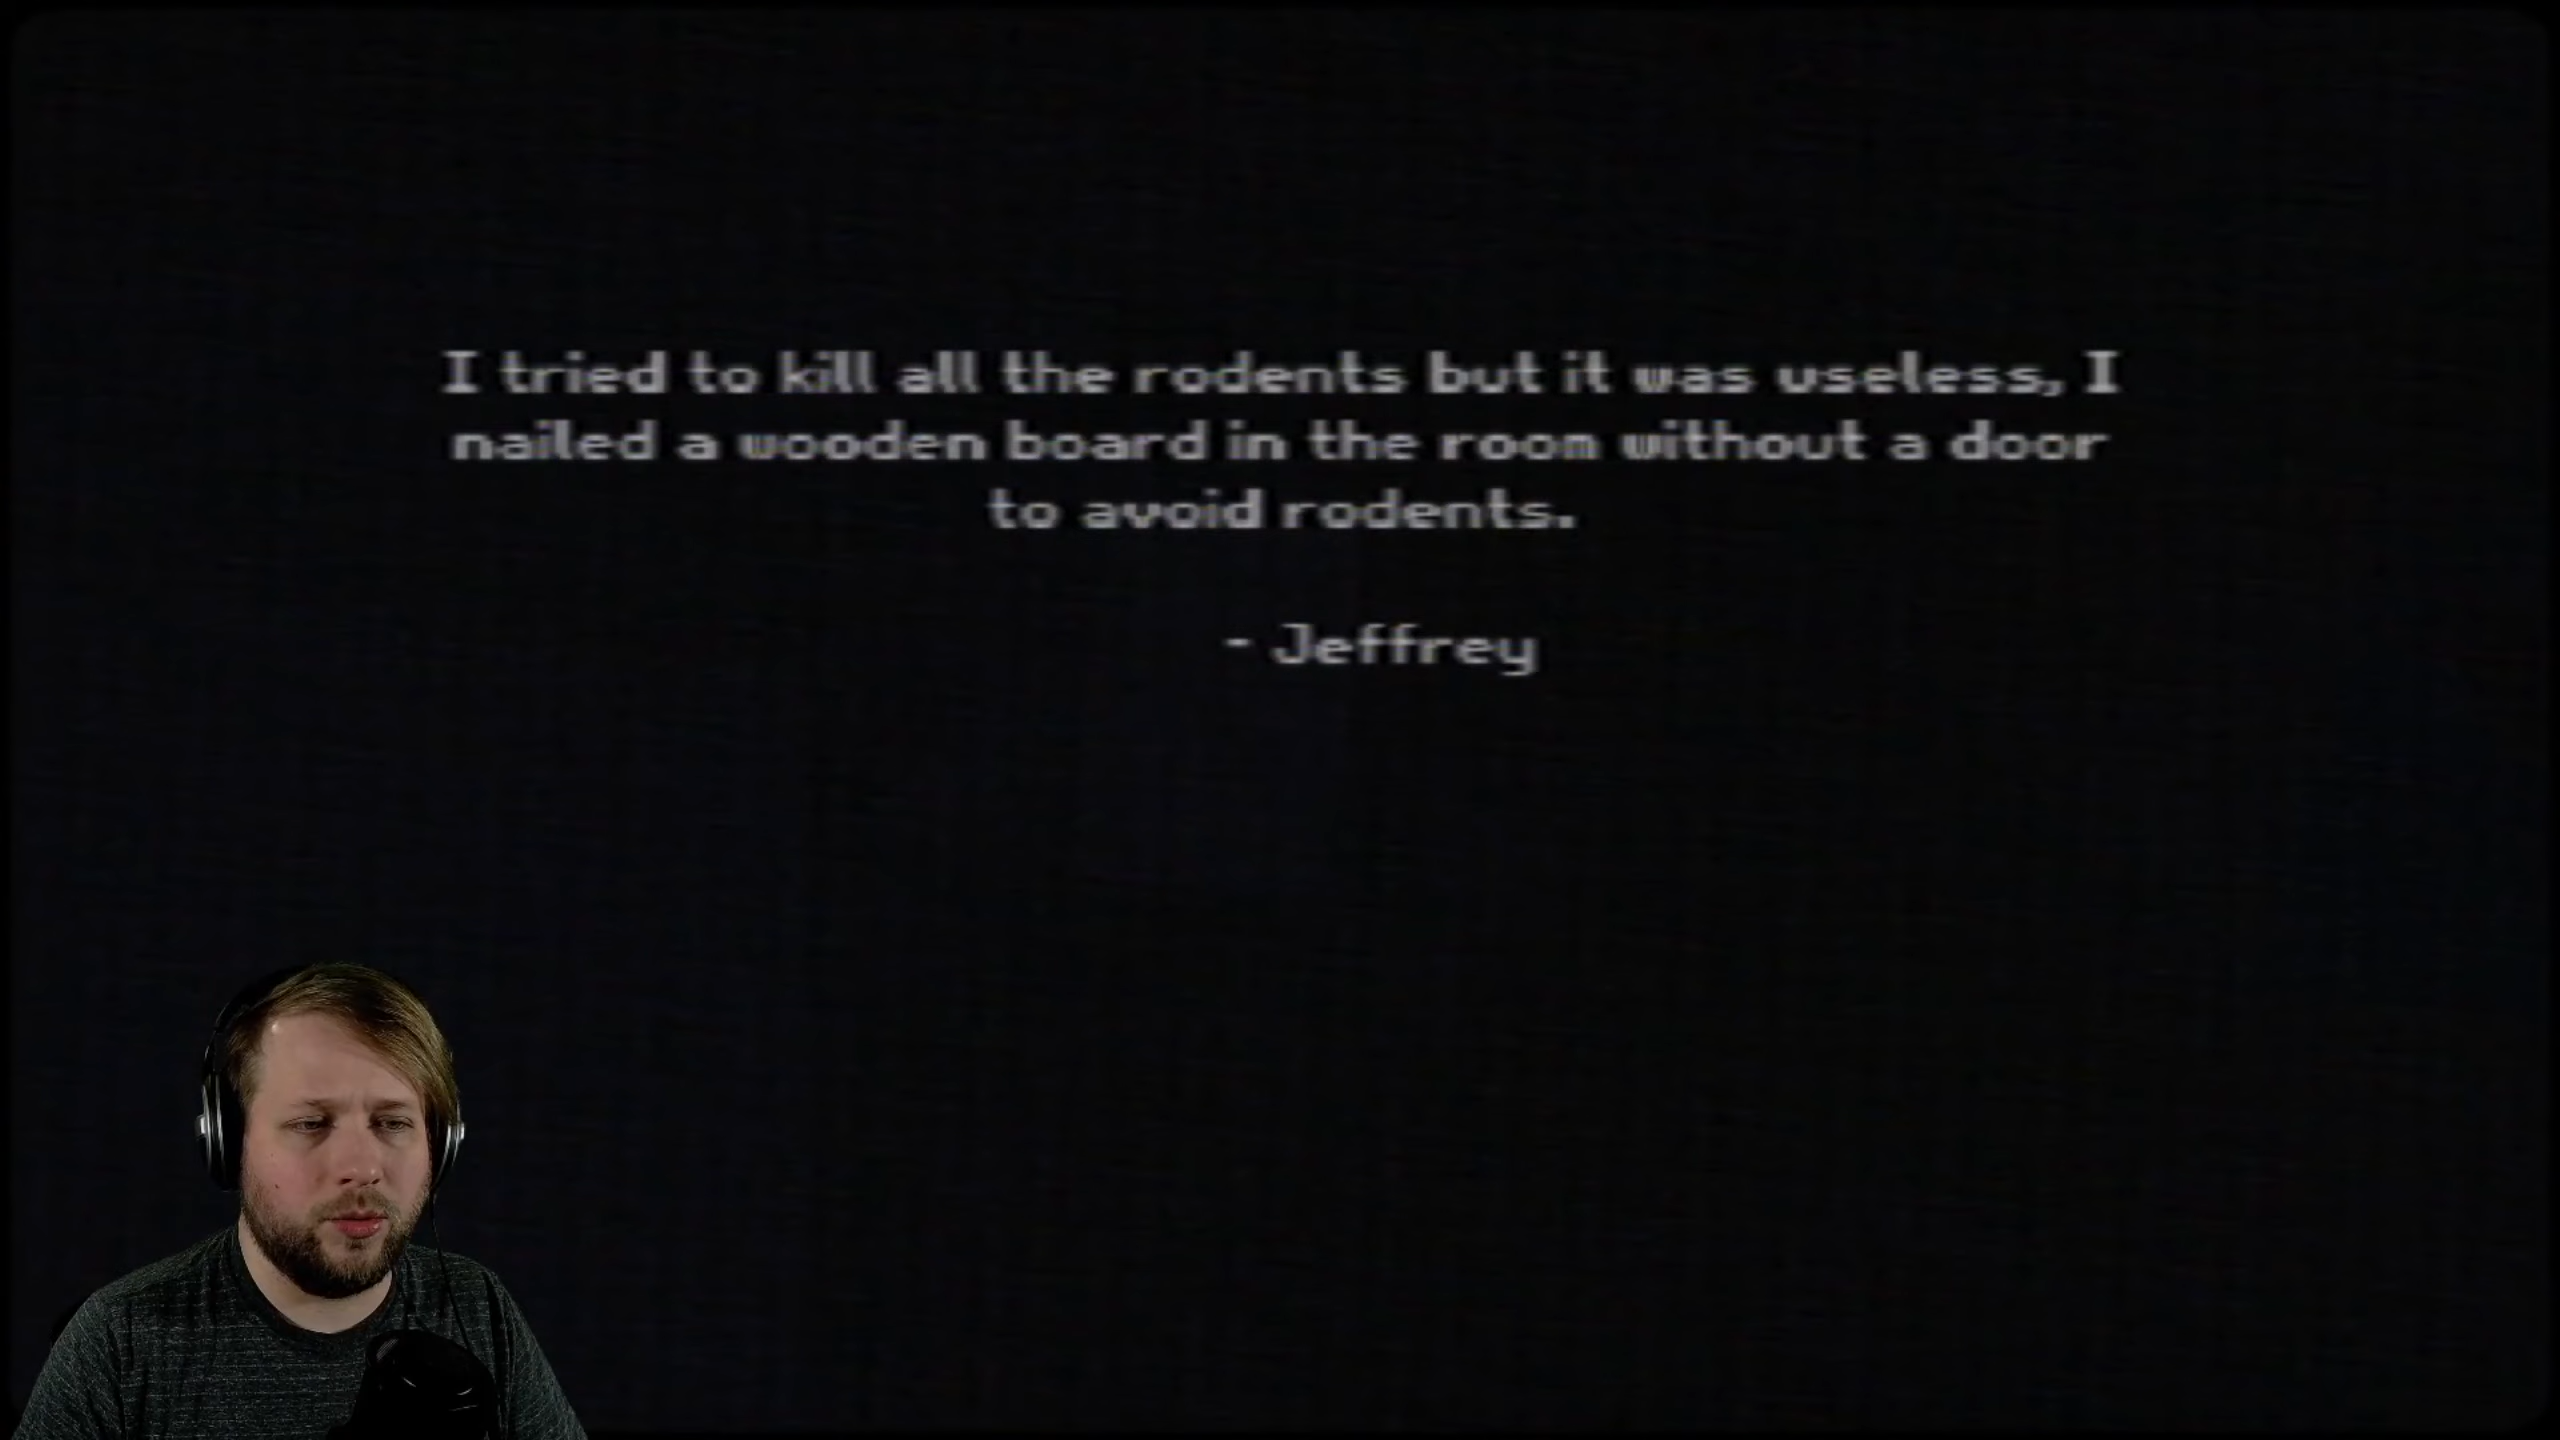 I tried to kill all the rodents but it was useless, I
nailed a wooden board in the room without a door
to avoid rodents.
- Jeffrey